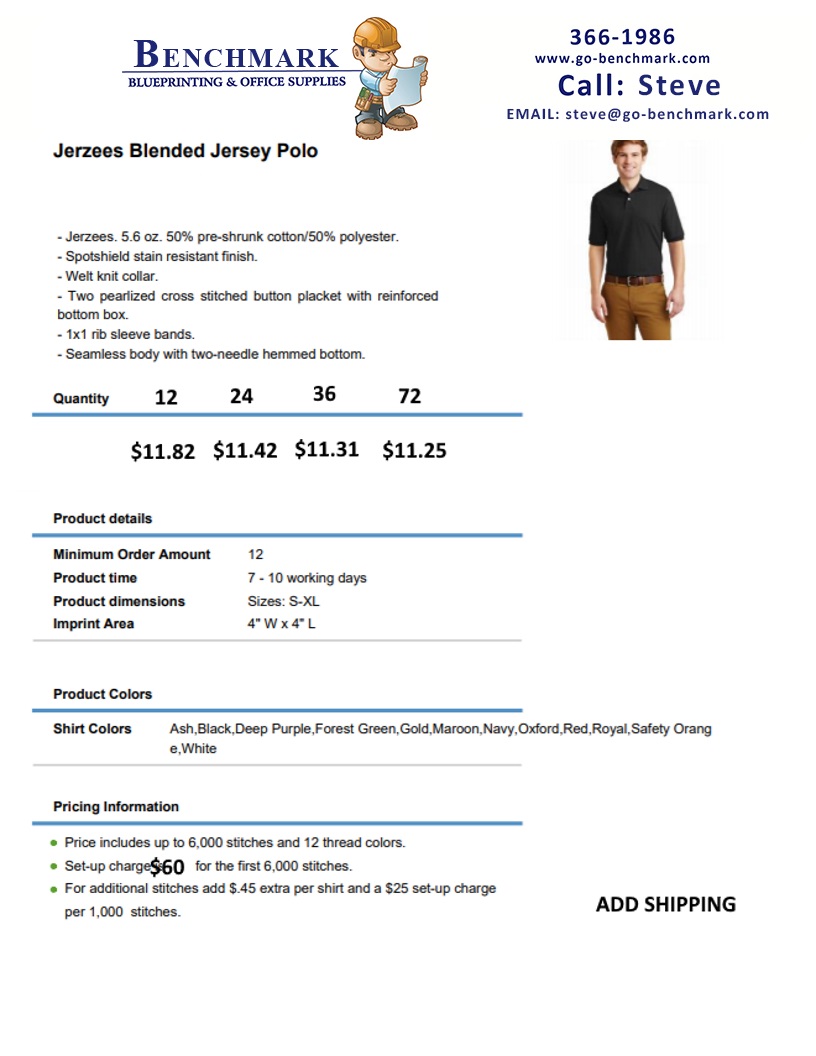 BENCHMARK
BLUEPRINTING & OFFICE SUPPLIES
366-1986
www.go-benchmark.com
Call: Steve
EMAIL: steve@go-benchmark.com
Jerzees Blended Jersey Polo
- Jerzees. 5.6 oz. 50% pre-shrunk cotton/50% polyester.
- Spotshield stain resistant finish.
- Welt knit collar.
- Two pearlized cross stitched button placket with reinforced
bottom box.
- 1x1 rib sleeve bands.
- Seamless body with two-needle hemmed bottom.
Quantity 12 24 36 72
$11.82 $11.42 $11.31 $11.25
Product details
Minimum Order Amount 12
Product time 7 - 10 working days
Product dimensions Sizes: S-XL
Imprint Area 4" W x 4" L
Product Colors
Shirt Colors Ash,Black,Deep Purple,Forest Green,Gold,Maroon,Navy,Oxford,Red,Royal,Safety Orang
e,White
Pricing Information
Price includes up to 6,000 stitches and 12 thread colors.
Set-up charge $60 for the first 6,000 stitches.
For additional stitches add $.45 extra per shirt and a $25 set-up charge
per 1,000 stitches.
ADD SHIPPING